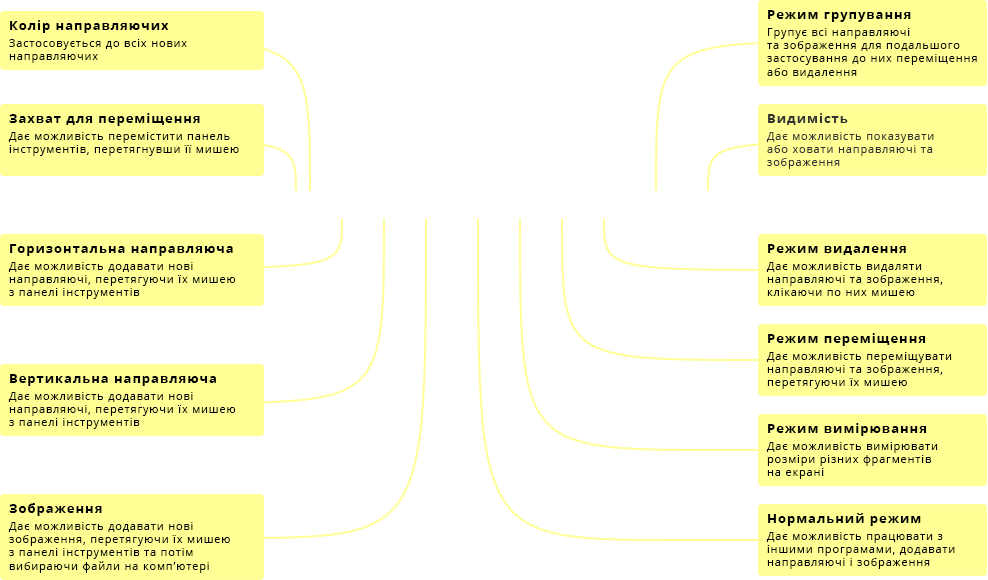 Колір направляючих
Застосовується до всіх нових
направляючих
Захват для переміщення
Дає можливість перемістити панель
інструментів, перетягнувши її мишею
Горизонтальна направляюча
Дає можливість додавати нові
направляючі, перетягуючи їх мишею
з панелі інструментів
Вертикальна направляюча
Дає можливість додавати нові
направляючі, перетягуючи їх мишею
з панелі інструментів
Зображення
Дає можливість додавати нові
зображення, перетягуючи їх мишею
з панелі інструментів та потім
вибираючи файли на комп’ютері
Режим групування
Групує всі направляючі
та зображення для подальшого
застосування до них переміщення
або видалення
Видимість
Дає можливість показувати
або ховати направляючі та
зображення
Режим видалення
Дає можливість видаляти
направляючі та зображення,
клікаючи по них мишею
Режим переміщення
Дає можливість переміщувати
направляючі та зображення,
перетягуючи їх мишею
Режим вимірювання
Дає можливість вимірювати
розміри різних фрагментів
на екрані
Нормальний режим
Дає можливість працювати з
іншими програмами, додавати
направляючі і зображення